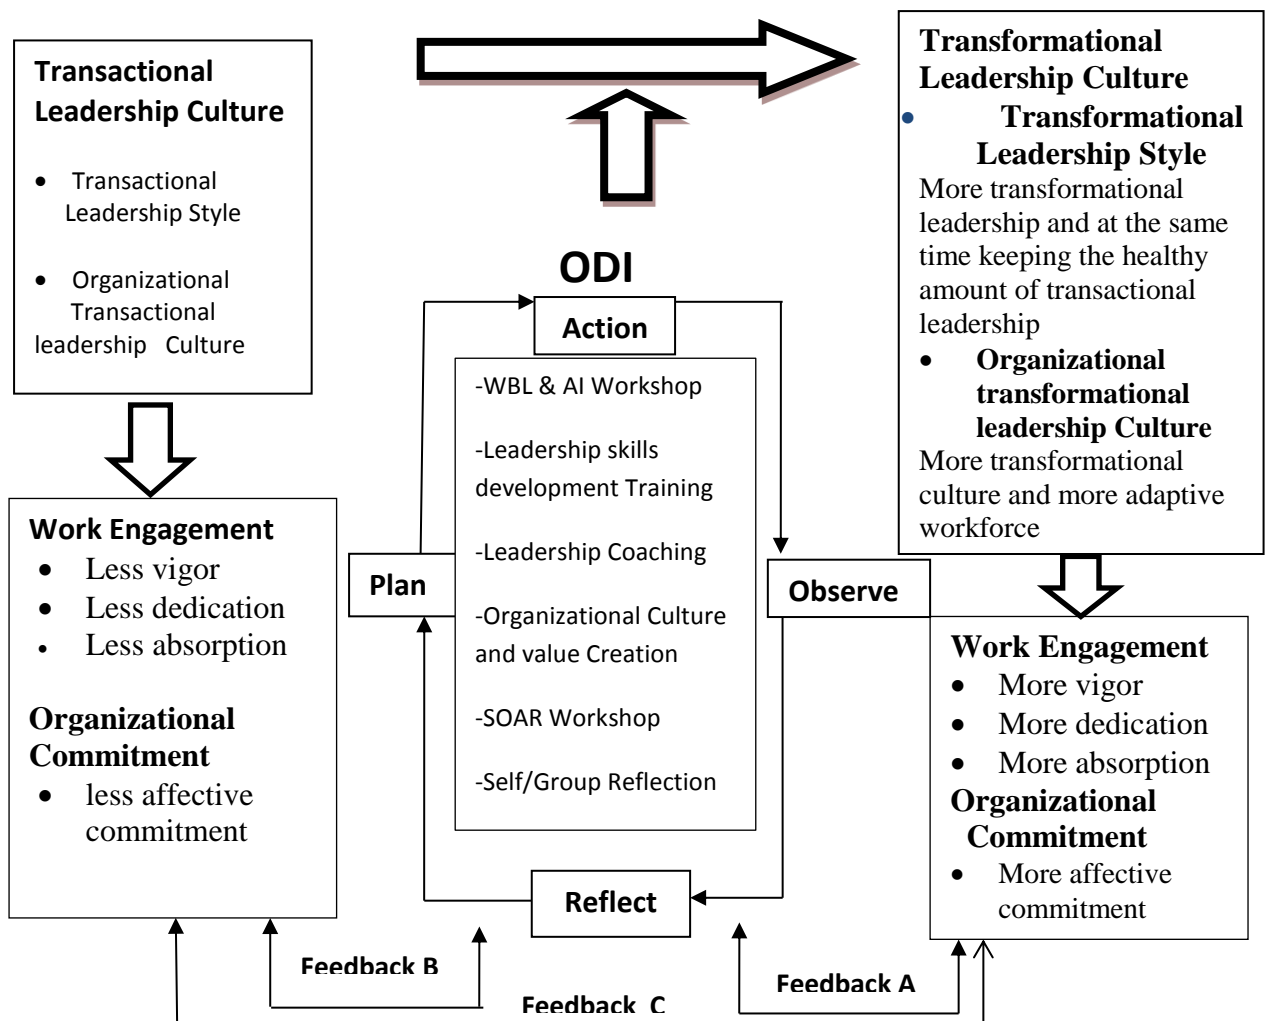 Transactional
Leadership Culture
• Transactional
Leadership Style
• Organizational
Transactional
leadership Culture
Work Engagement
• Less vigor
• Less dedication
• Less absorption
Organizational
Commitment
• less affective
commitment
ODI
Action
-WBL & AI Workshop
-Leadership skills
development Training
-Leadership Coaching
-Organizational Culture
and value Creation
-SOAR Workshop
-Self/Group Reflection
Plan
Observe
Reflect
Transformational
Leadership Culture
• Transformational
Leadership Style
More transformational
leadership and at the same
time keeping the healthy
amount of transactional
leadership
• Organizational
transformational
leadership Culture
More transformational
culture and more adaptive
workforce
Work Engagement
• More vigor
• More dedication
• More absorption
Organizational
Commitment
• More affective
commitment
Feedback B
Feedback A
Feedback C